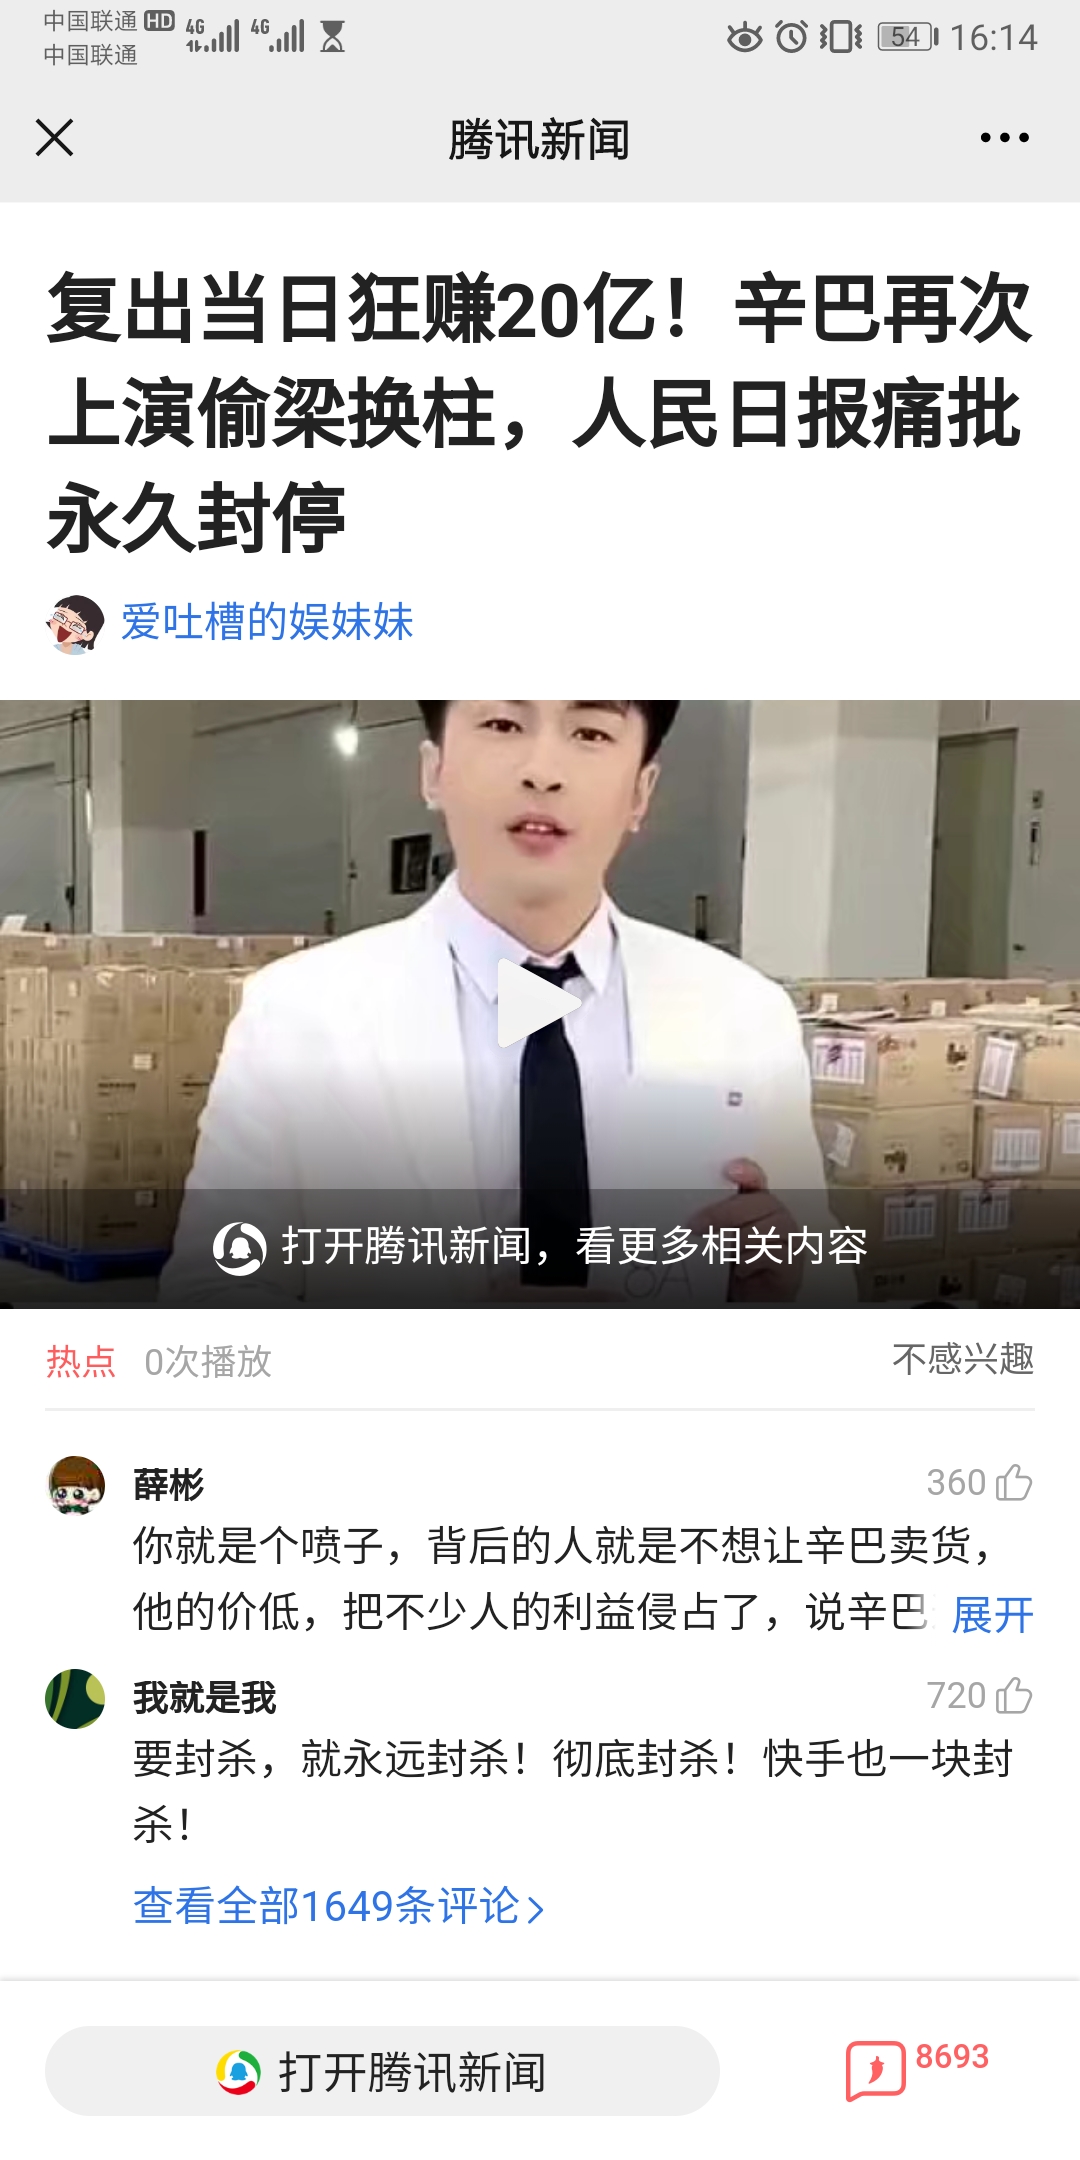 中国联通 HD 4G 4G 54 16:14
中国联通
腾讯新闻
复出当日狂赚20亿！辛巴再次
上演偷梁换柱，人民日报痛批
永久封停
爱吐槽的娱妹妹
打开腾讯新闻，看更多相关内容
热点 0次播放 不感兴趣
薛彬 360
你就是个喷子，背后的人就是不想让辛巴卖货，
他的价低，把不少人的利益侵占了，说辛巴 展开
我就是我 720
要封杀，就永远封杀！彻底封杀！快手也一块封
杀！
查看全部1649条评论>
打开腾讯新闻 8693